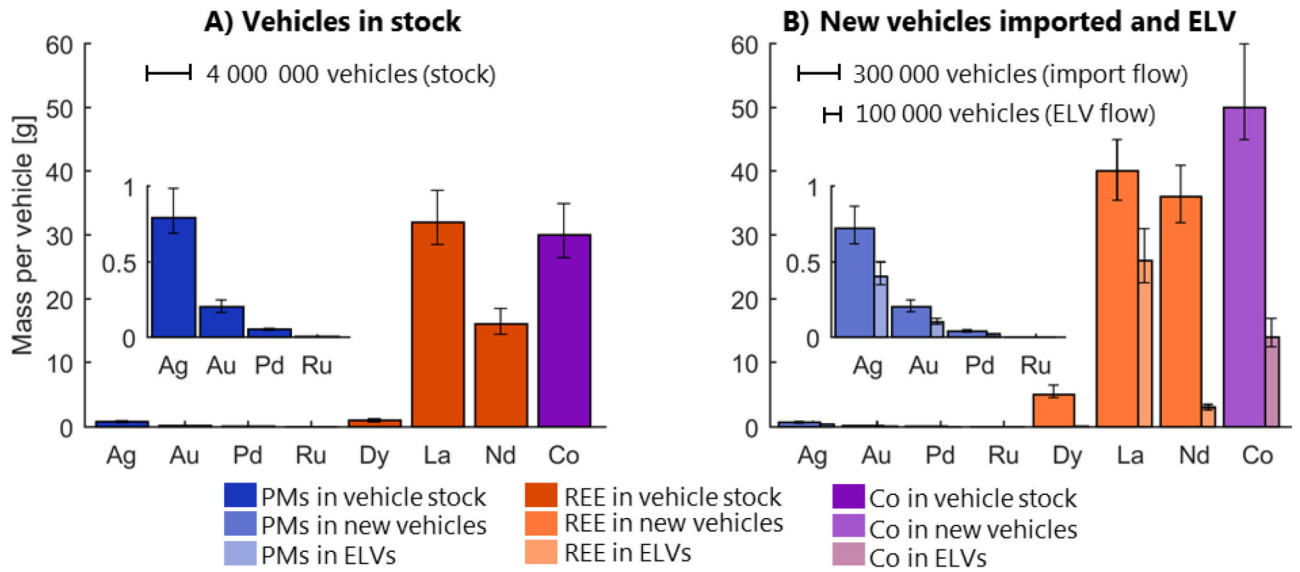 A) Vehicles in stock
60
50
40
30
20
10
0
Mass per vehicle [g]
4 000 000 vehicles (stock)
1
0.5
0
Ag Au Pd Ru
Ag Au Pd Ru Dy La Nd Co
B) New vehicles imported and ELV
60
50
40
30
20
10
0
300 000 vehicles (import flow)
100 000 vehicles (ELV flow)
1
0.5
0
Ag Au Pd Ru
Ag Au Pd Ru Dy La Nd Co
PMs in vehicle stock
PMs in new vehicles
PMs in ELVs
REE in vehicle stock
REE in new vehicles
REE in ELVs
Co in vehicle stock
Co in new vehicles
Co in ELVs